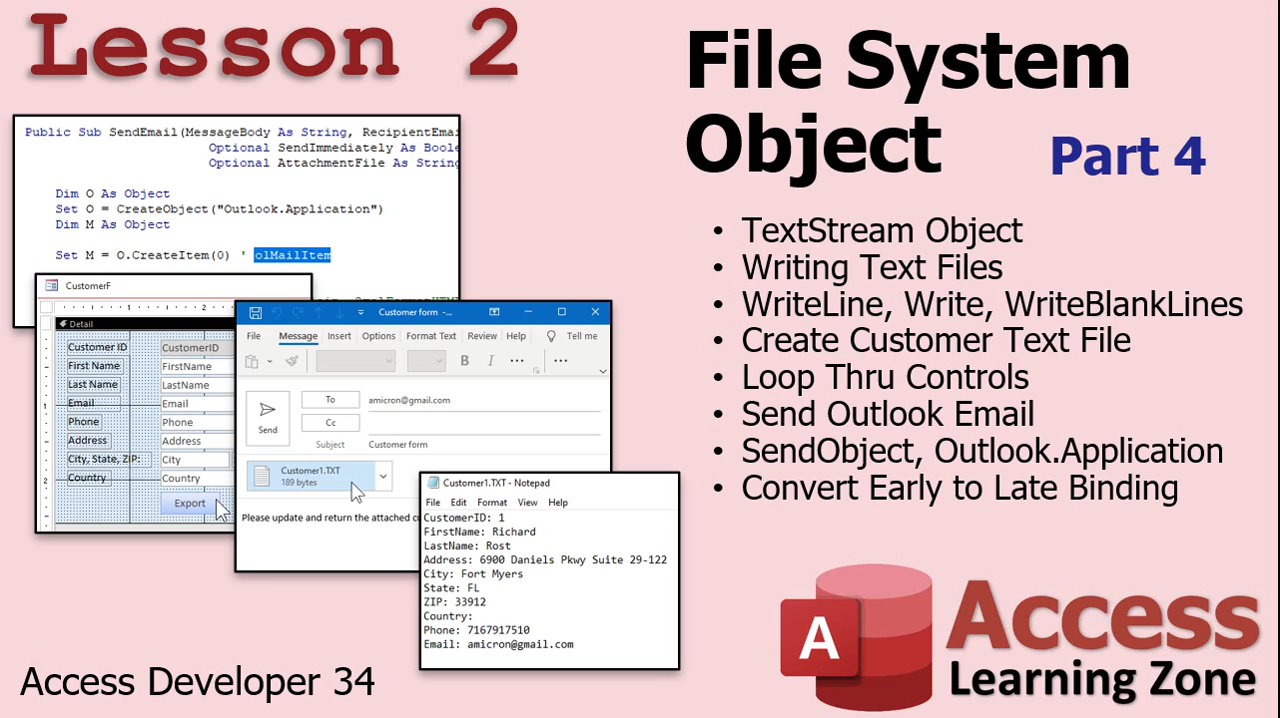 Lesson 2
File System
Object
Part 4
Public Sub SendEmail(MessageBody As String, RecipientEmai
Optional SendImmediately As Boole
Optional AttachmentFile As String
Dim O As Object
Set O = CreateObject("Outlook.Application")
Dim M As Object
Set M = O.CreateItem(0) ' olMailItem
CustomerF
1
2
Detail
Customer ID CustomerID
First Name FirstName
Last Name LastName
Email Email
Phone Phone
Address Address
City, State, ZIP: City
Country Country
Export
Customer form -...
File Message Insert Options Format Text Review Help Tell me
B I ... ...
Send
To amicron@gmail.com
Cc
Subject Customer form
Customer1.TXT
189 bytes
Please update and return the attached c
Customer1.TXT - Notepad
File Edit Format View Help
CustomerID: 1
FirstName: Richard
LastName: Rost
Address: 6900 Daniels Pkwy Suite 29-122
City: Fort Myers
State: FL
ZIP: 33912
Country:
Phone: 7167917510
Email: amicron@gmail.com
• TextStream Object
• Writing Text Files
• WriteLine, Write, WriteBlankLines
• Create Customer Text File
• Loop Thru Controls
• Send Outlook Email
• SendObject, Outlook.Application
• Convert Early to Late Binding
Access Developer 34
A
Access
Learning Zone